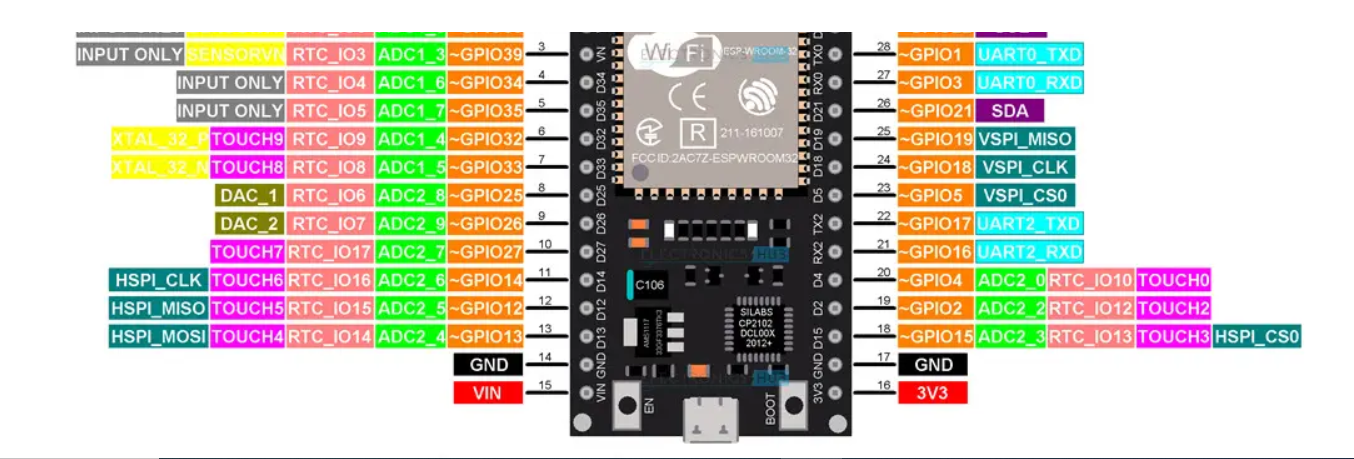 INPUT ONLY SENSORVN RTC_IO3 ADC1_3 ~GPIO39 3 VN
INPUT ONLY RTC_IO4 ADC1_6 ~GPIO34 4 D34
INPUT ONLY RTC_IO5 ADC1_7 ~GPIO35 5 D35
XTAL_32_P TOUCH9 RTC_IO9 ADC1_4 ~GPIO32 6 D32
XTAL_32_N TOUCH8 RTC_IO8 ADC1_5 ~GPIO33 7 D33
DAC_1 RTC_IO6 ADC2_8 ~GPIO25 8 D25
DAC_2 RTC_IO7 ADC2_9 ~GPIO26 9 D26
TOUCH7 RTC_IO17 ADC2_7 ~GPIO27 10 D27
HSPI_CLK TOUCH6 RTC_IO16 ADC2_6 ~GPIO14 11 D14
HSPI_MISO TOUCH5 RTC_IO15 ADC2_5 ~GPIO12 12 D12
HSPI_MOSI TOUCH4 RTC_IO14 ADC2_4 ~GPIO13 13 D13
GND 14 GND
VIN 15 VIN
Wi Fi ESP-WROOM-32
CE
R 211-161007
FCC ID:2AC7Z-ESPWROOM32
ELECTRONICS HUB
C106
AMS1117
SILABS
CP2102
DCL00X
2012+
EN
BOOT
TX0 28 ~GPIO1 UART0_TXD
RX0 27 ~GPIO3 UART0_RXD
D21 26 ~GPIO21 SDA
D19 25 ~GPIO19 VSPI_MISO
D18 24 ~GPIO18 VSPI_CLK
D5 23 ~GPIO5 VSPI_CS0
TX2 22 ~GPIO17 UART2_TXD
RX2 21 ~GPIO16 UART2_RXD
D4 20 ~GPIO4 ADC2_0 RTC_IO10 TOUCH0
D2 19 ~GPIO2 ADC2_2 RTC_IO12 TOUCH2
D15 18 ~GPIO15 ADC2_3 RTC_IO13 TOUCH3 HSPI_CS0
GND 17 GND
3V3 16 3V3